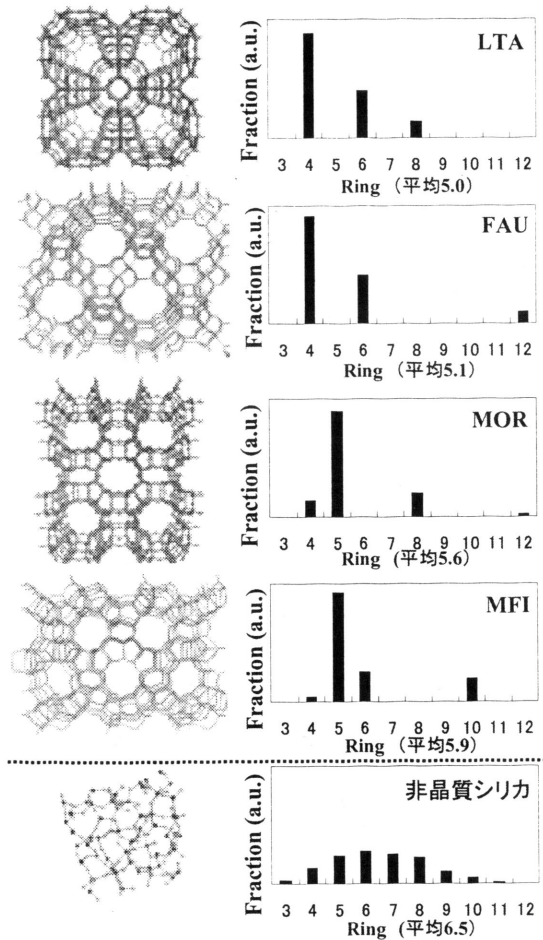 Fraction (a.u.)
LTA
3 4 5 6 7 8 9 10 11 12
Ring （平均5.0）
Fraction (a.u.)
FAU
3 4 5 6 7 8 9 10 11 12
Ring （平均5.1）
Fraction (a.u.)
MOR
3 4 5 6 7 8 9 10 11 12
Ring （平均5.6）
Fraction (a.u.)
MFI
3 4 5 6 7 8 9 10 11 12
Ring （平均5.9）
Fraction (a.u.)
非晶質シリカ
3 4 5 6 7 8 9 10 11 12
Ring （平均6.5）